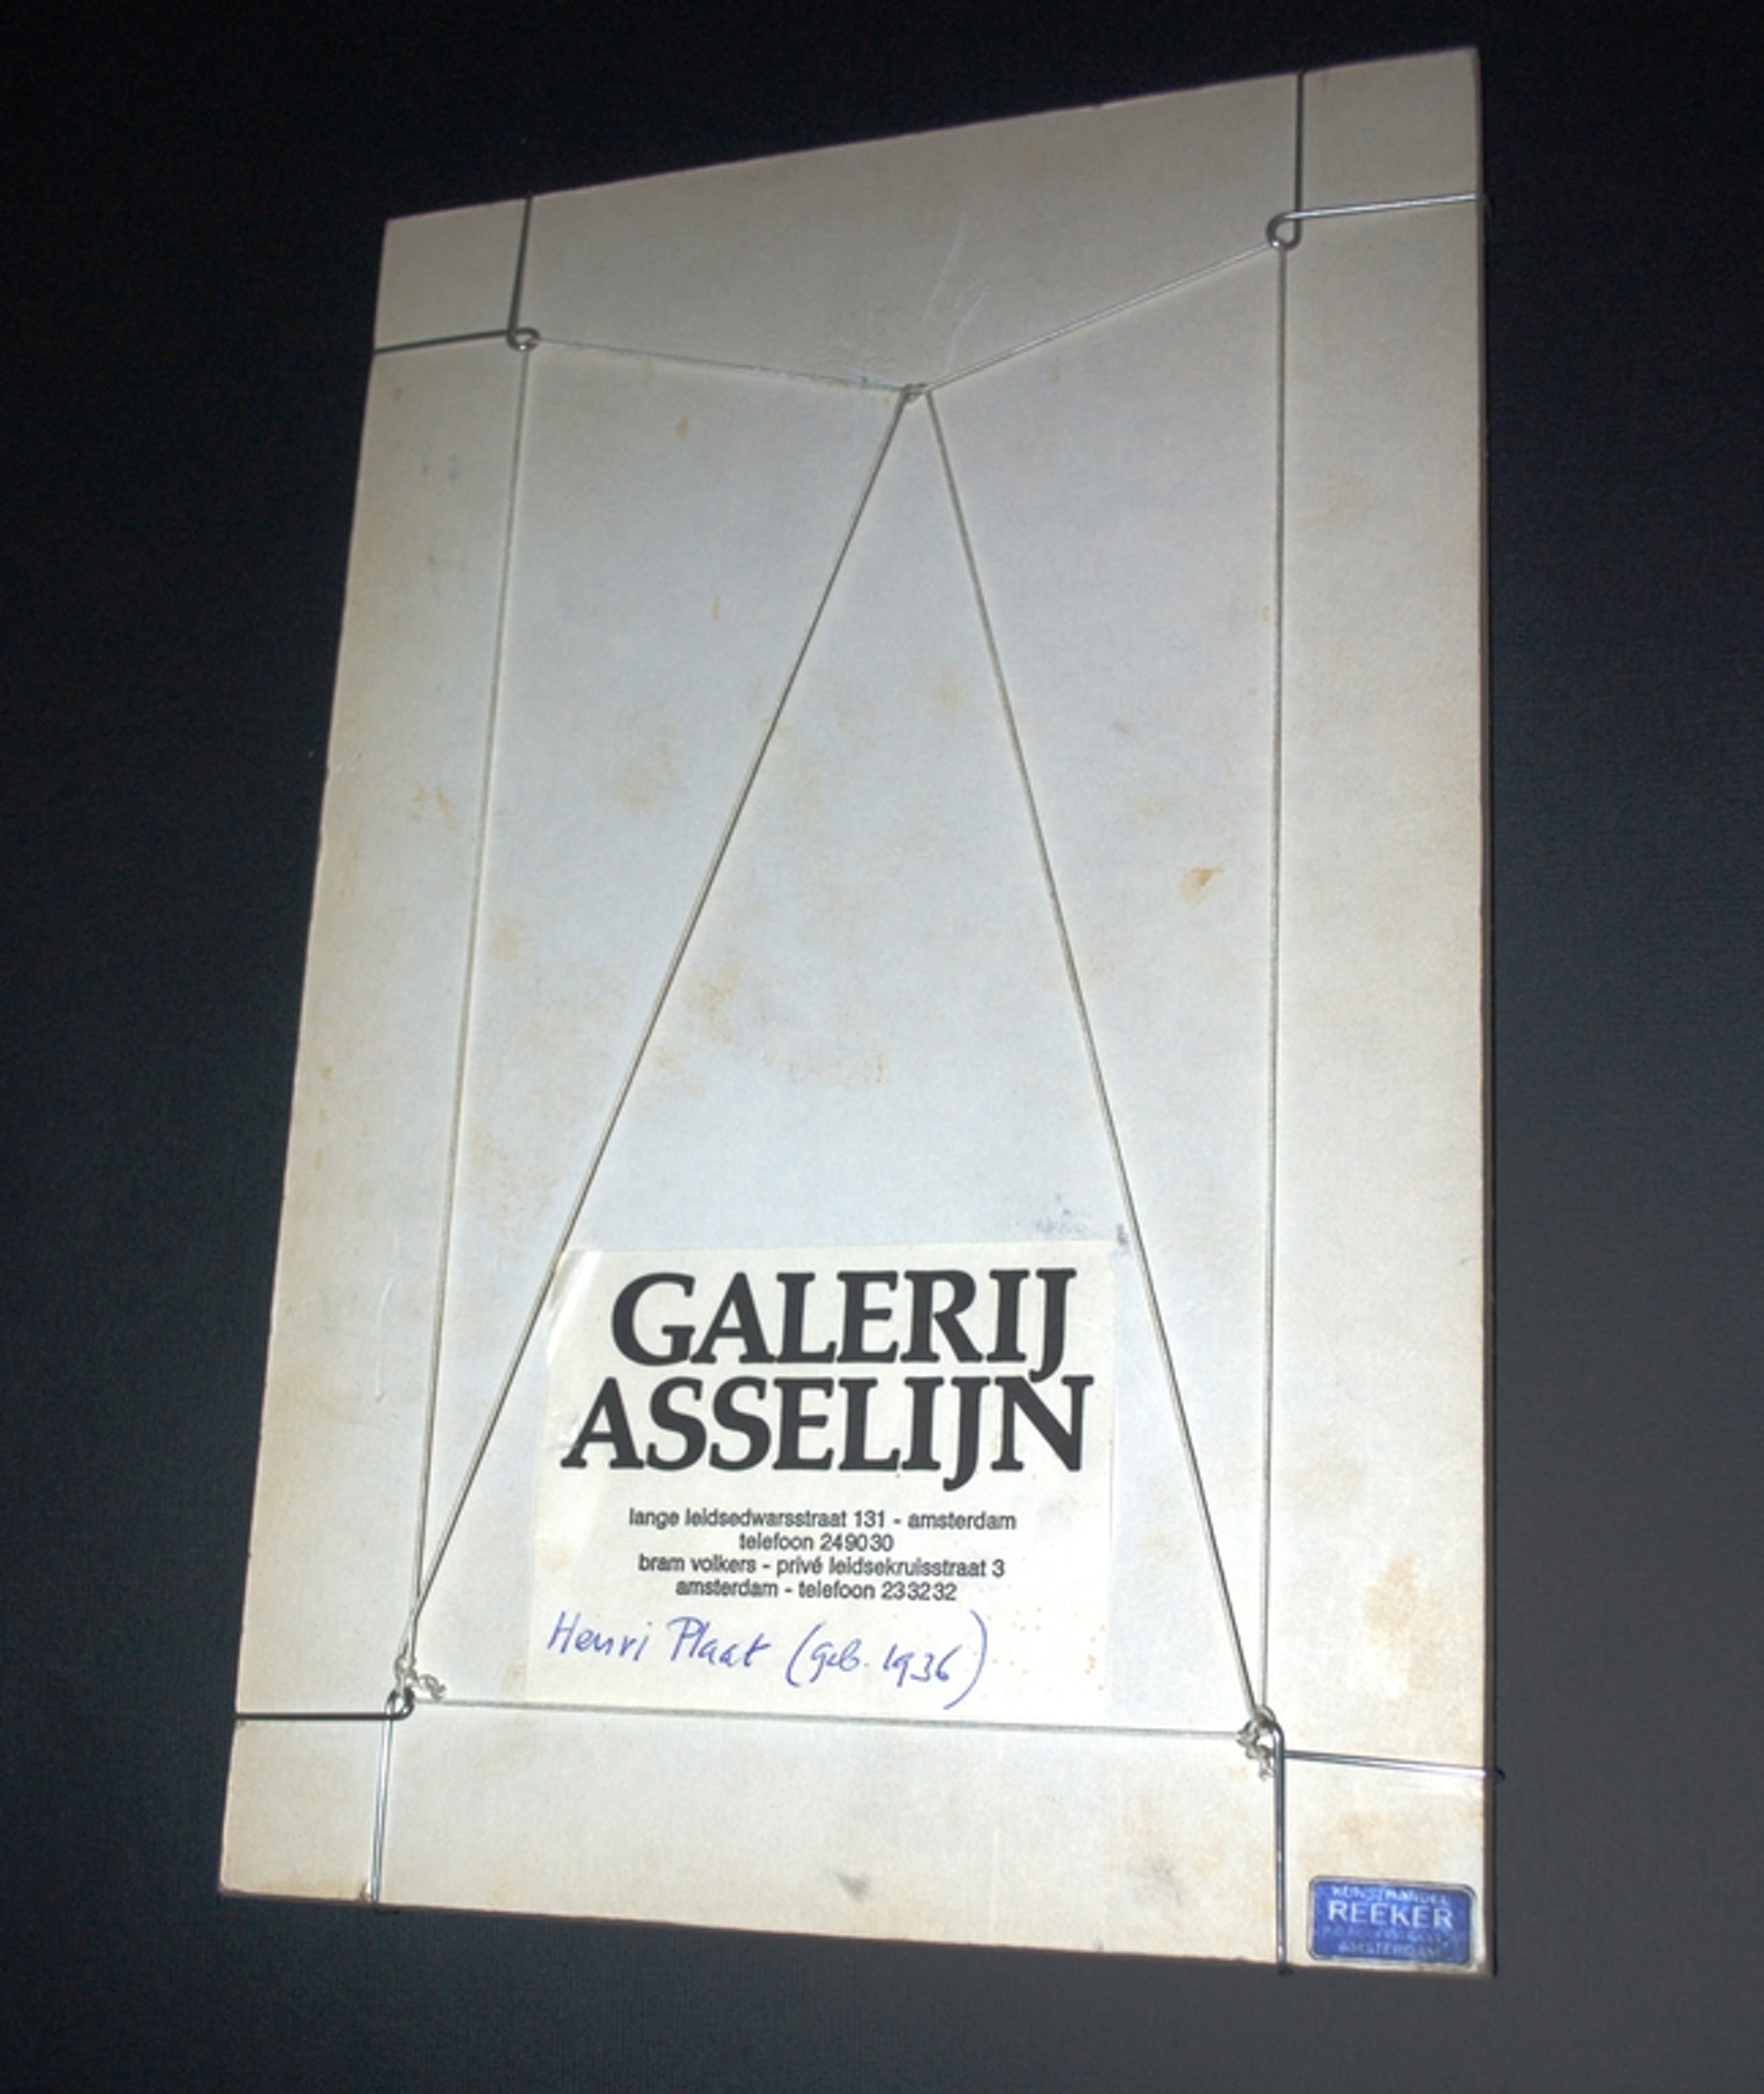 GALERIJ
ASSELIJN
lange leidsedwarsstraat 131 - amsterdam
telefoon 249030
bram volkers - privé leidsekruisstraat 3
amsterdam - telefoon 233232
Henri Plaat (geb. 1936)
KUNSTHANDEL
REEKER
AMSTERDAM